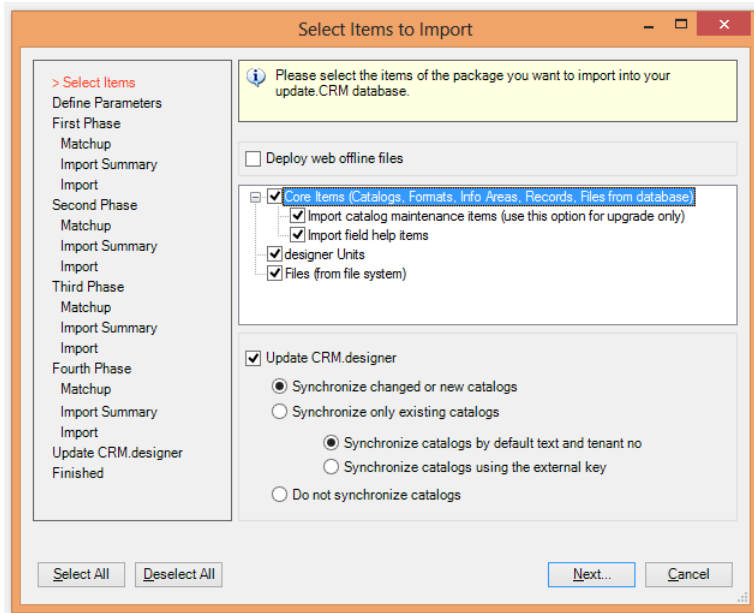 Select Items to Import
> Select Items
Define Parameters
First Phase
Matchup
Import Summary
Import
Second Phase
Matchup
Import Summary
Import
Third Phase
Matchup
Import Summary
Import
Fourth Phase
Matchup
Import Summary
Import
Update CRM.designer
Finished
Please select the items of the package you want to import into your
update.CRM database.
Deploy web offline files
Core Items (Catalogs, Formats, Info Areas, Records, Files from database)
Import catalog maintenance items (use this option for upgrade only)
Import field help items
designer Units
Files (from file system)
Update CRM.designer
Synchronize changed or new catalogs
Synchronize only existing catalogs
Synchronize catalogs by default text and tenant no
Synchronize catalogs using the external key
Do not synchronize catalogs
Select All
Deselect All
Next...
Cancel